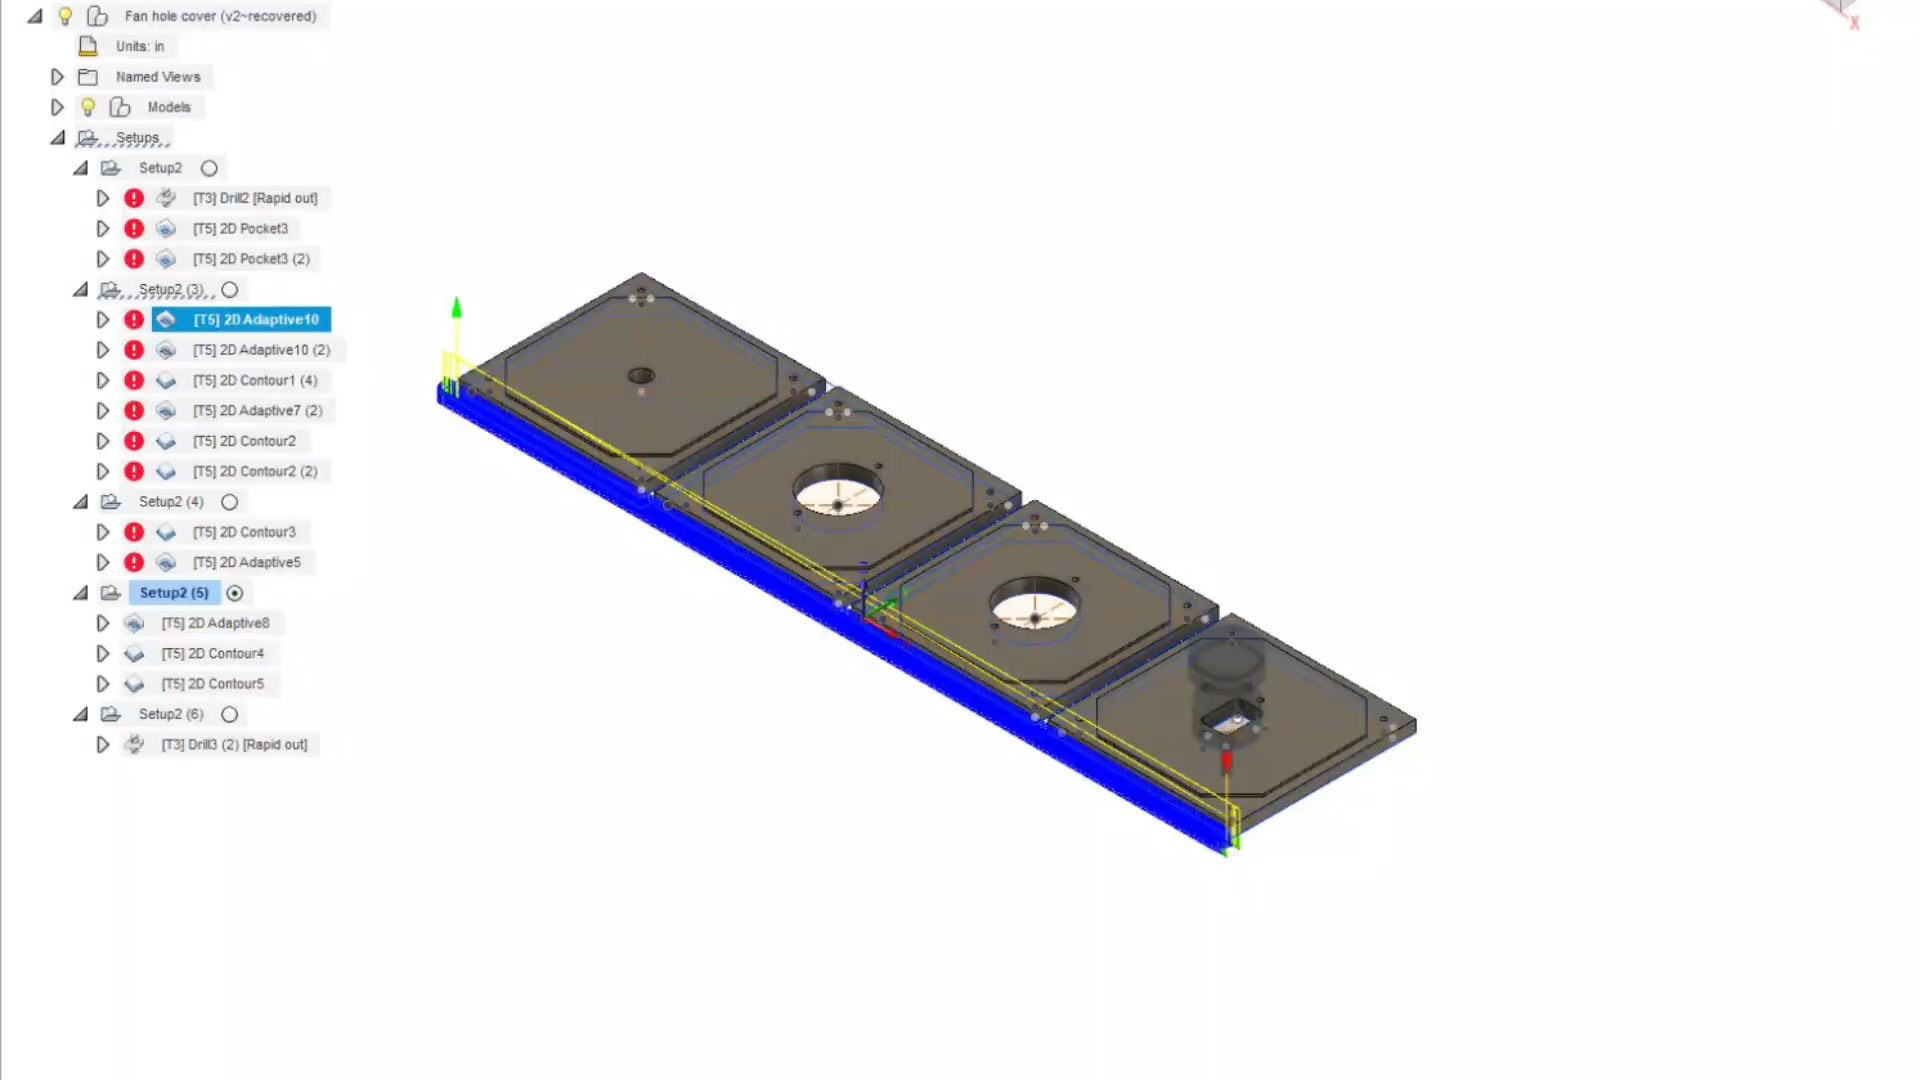 Fan hole cover (v2~recovered)
Units: in
Named Views
Models
Setups
Setup2
[T3] Drill2 [Rapid out]
[T5] 2D Pocket3
[T5] 2D Pocket3 (2)
Setup2 (3)
[T5] 2D Adaptive10
[T5] 2D Adaptive10 (2)
[T5] 2D Contour1 (4)
[T5] 2D Adaptive7 (2)
[T5] 2D Contour2
[T5] 2D Contour2 (2)
Setup2 (4)
[T5] 2D Contour3
[T5] 2D Adaptive5
Setup2 (5)
[T5] 2D Adaptive8
[T5] 2D Contour4
[T5] 2D Contour5
Setup2 (6)
[T3] Drill3 (2) [Rapid out]
X
Z